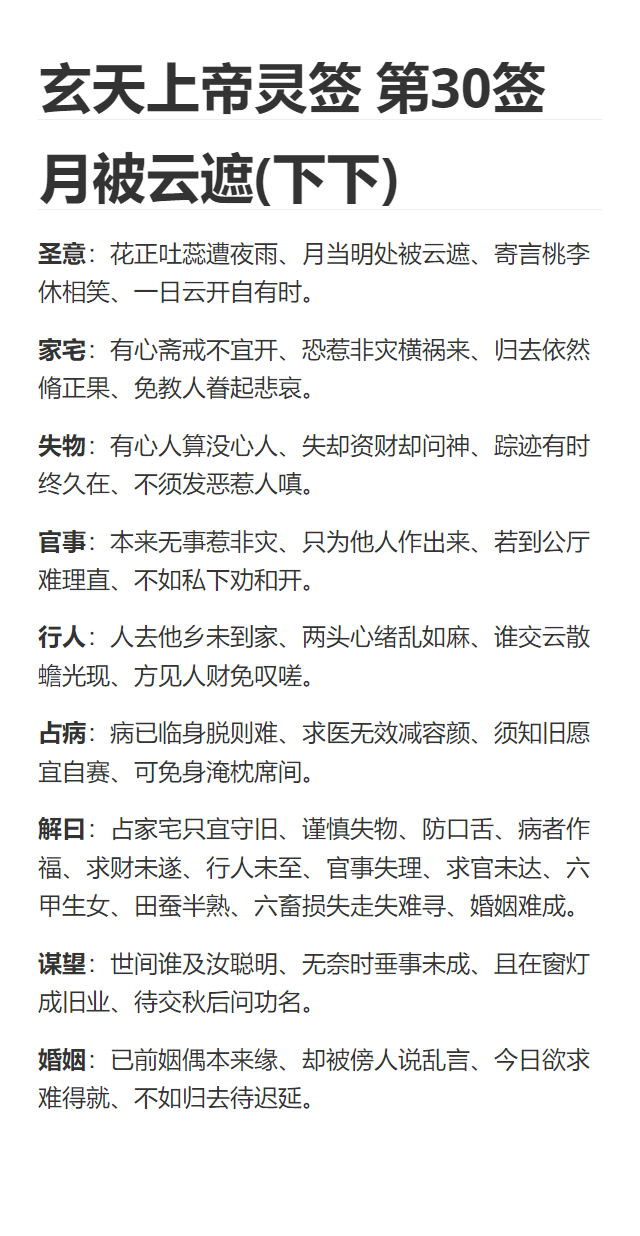 玄天上帝灵签 第30签
月被云遮(下下)
圣意：花正吐蕊遭夜雨、月当明处被云遮、寄言桃李
休相笑、一日云开自有时。
家宅：有心斋戒不宜开、恐惹非灾横祸来、归去依然
脩正果、免教人眷起悲哀。
失物：有心人算没心人、失却资财却问神、踪迹有时
终久在、不须发恶惹人嗔。
官事：本来无事惹非灾、只为他人作出来、若到公厅
难理直、不如私下劝和开。
行人：人去他乡未到家、两头心绪乱如麻、谁交云散
蟾光现、方见人财免叹嗟。
占病：病已临身脱则难、求医无效减容颜、须知旧愿
宜自赛、可免身淹枕席间。
解曰：占家宅只宜守旧、谨慎失物、防口舌、病者作
福、求财未遂、行人未至、官事失理、求官未达、六
甲生女、田蚕半熟、六畜损失走失难寻、婚姻难成。
谋望：世间谁及汝聪明、无奈时垂事未成、且在窗灯
成旧业、待交秋后问功名。
婚姻：已前姻偶本来缘、却被傍人说乱言、今日欲求
难得就、不如归去待迟延。